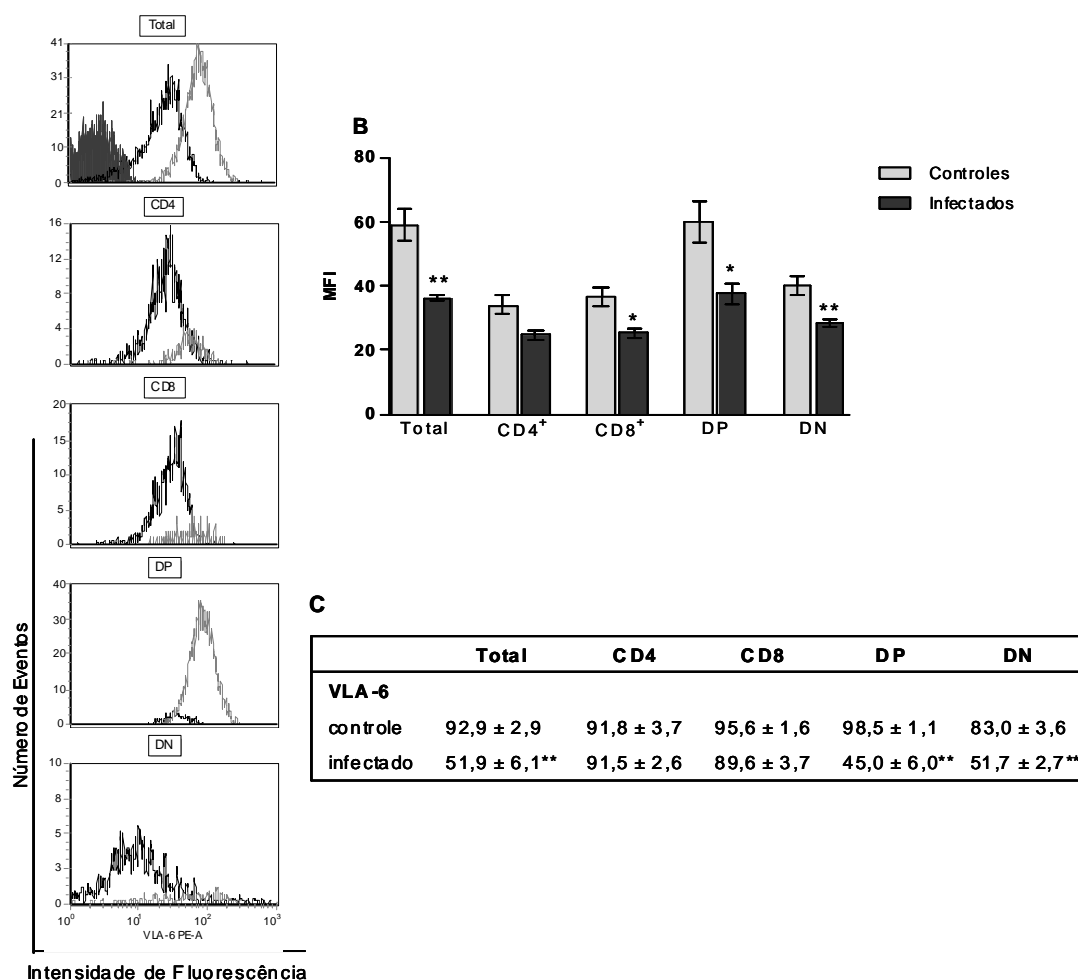 Total
41
31
21
10
0
CD4
16
12
8
4
0
CD8
20
15
10
5
0
DP
40
30
20
10
0
DN
10
8
5
3
0
10⁰ 10¹ 10² 10³
VLA-6 PE-A
Número de Eventos
Intensidade de Fluorescência
B
80
60
40
20
0
MFI
** * * **
Total CD4⁺ CD8⁺ DP DN
Controles
Infectados
C
Total CD4 CD8 DP DN
VLA-6
controle 92,9 ± 2,9 91,8 ± 3,7 95,6 ± 1,6 98,5 ± 1,1 83,0 ± 3,6
infectado 51,9 ± 6,1** 91,5 ± 2,6 89,6 ± 3,7 45,0 ± 6,0** 51,7 ± 2,7**